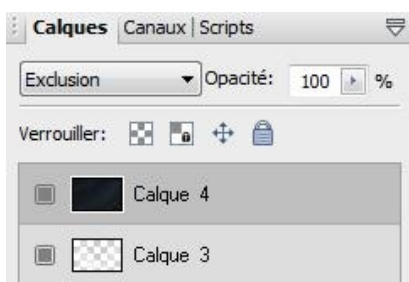 Calques Canaux | Scripts
Exclusion Opacité: 100 %
Verrouiller:
Calque 4
Calque 3